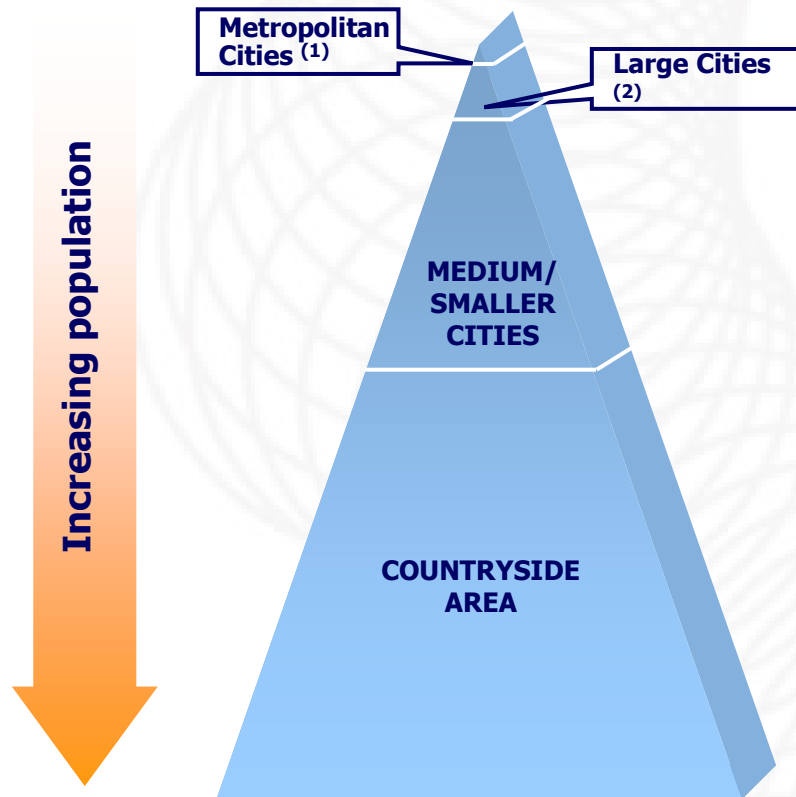 Metropolitan
Cities (1)
Large Cities
(2)
Increasing population
MEDIUM/
SMALLER
CITIES
COUNTRYSIDE
AREA